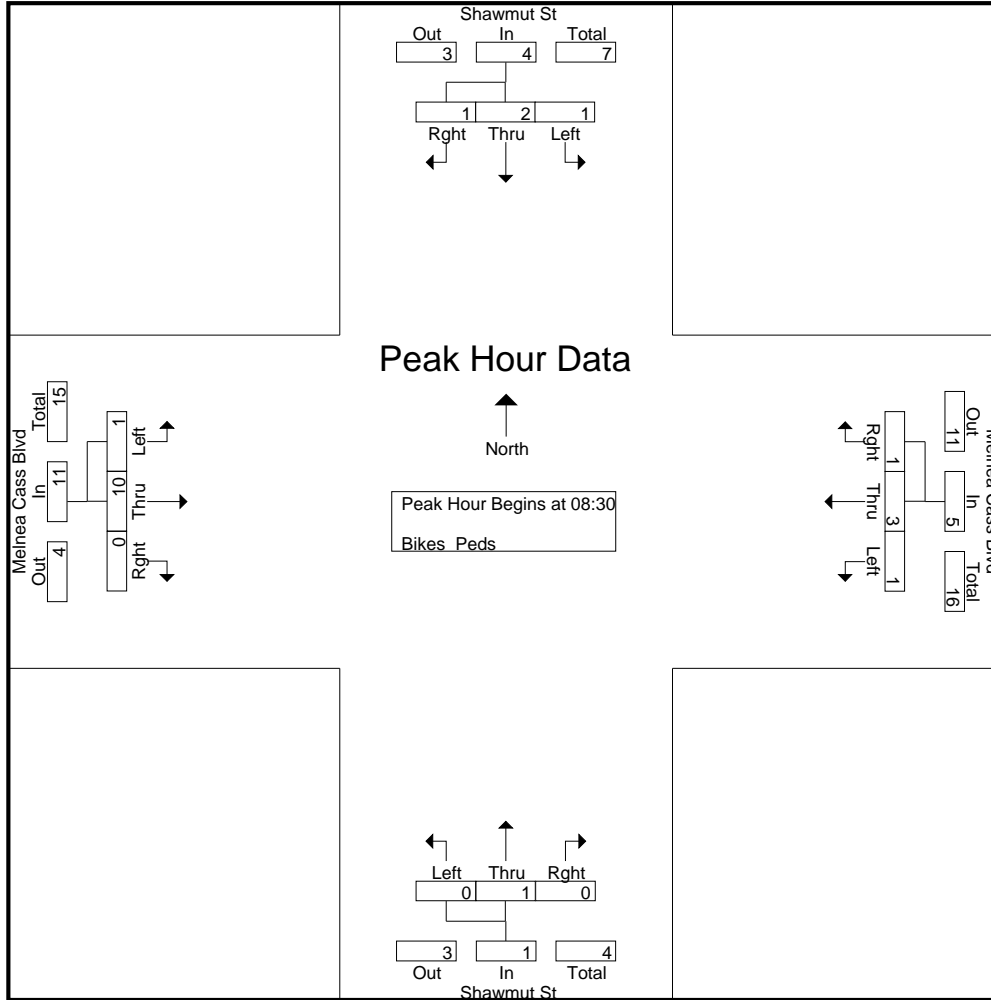 Shawmut St
Out In Total
3 4 7
1 2 1
Rght Thru Left
Peak Hour Data
North
Peak Hour Begins at 08:30
Bikes Peds
Melnea Cass Blvd
Total In Out
15 11 4
1 10 0
Left Thru Rght
Rght Thru Left
1 3 1
11 5 16
Out In Total
Melnea Cass Blvd
Left Thru Rght
0 1 0
3 1 4
Out In Total
Shawmut St